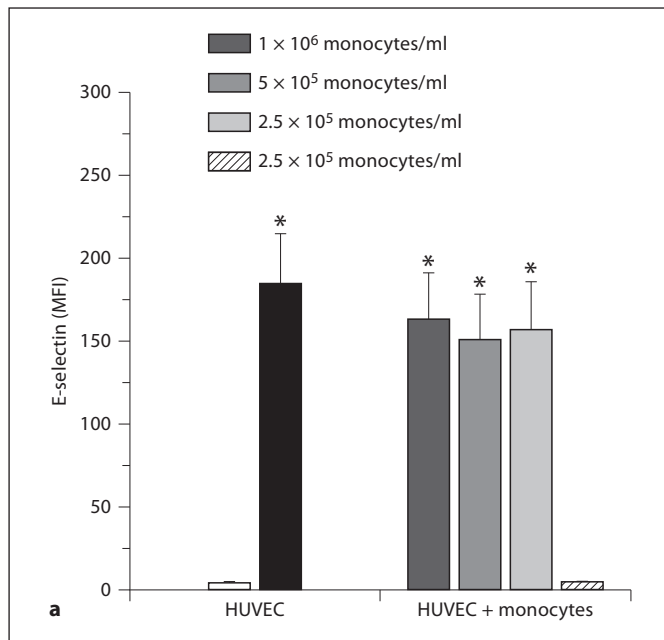 1 × 10⁶ monocytes/ml
5 × 10⁵ monocytes/ml
2.5 × 10⁵ monocytes/ml
2.5 × 10⁵ monocytes/ml
300
250
200
150
100
50
0
E-selectin (MFI)
*
*
*
*
a
HUVEC
HUVEC + monocytes